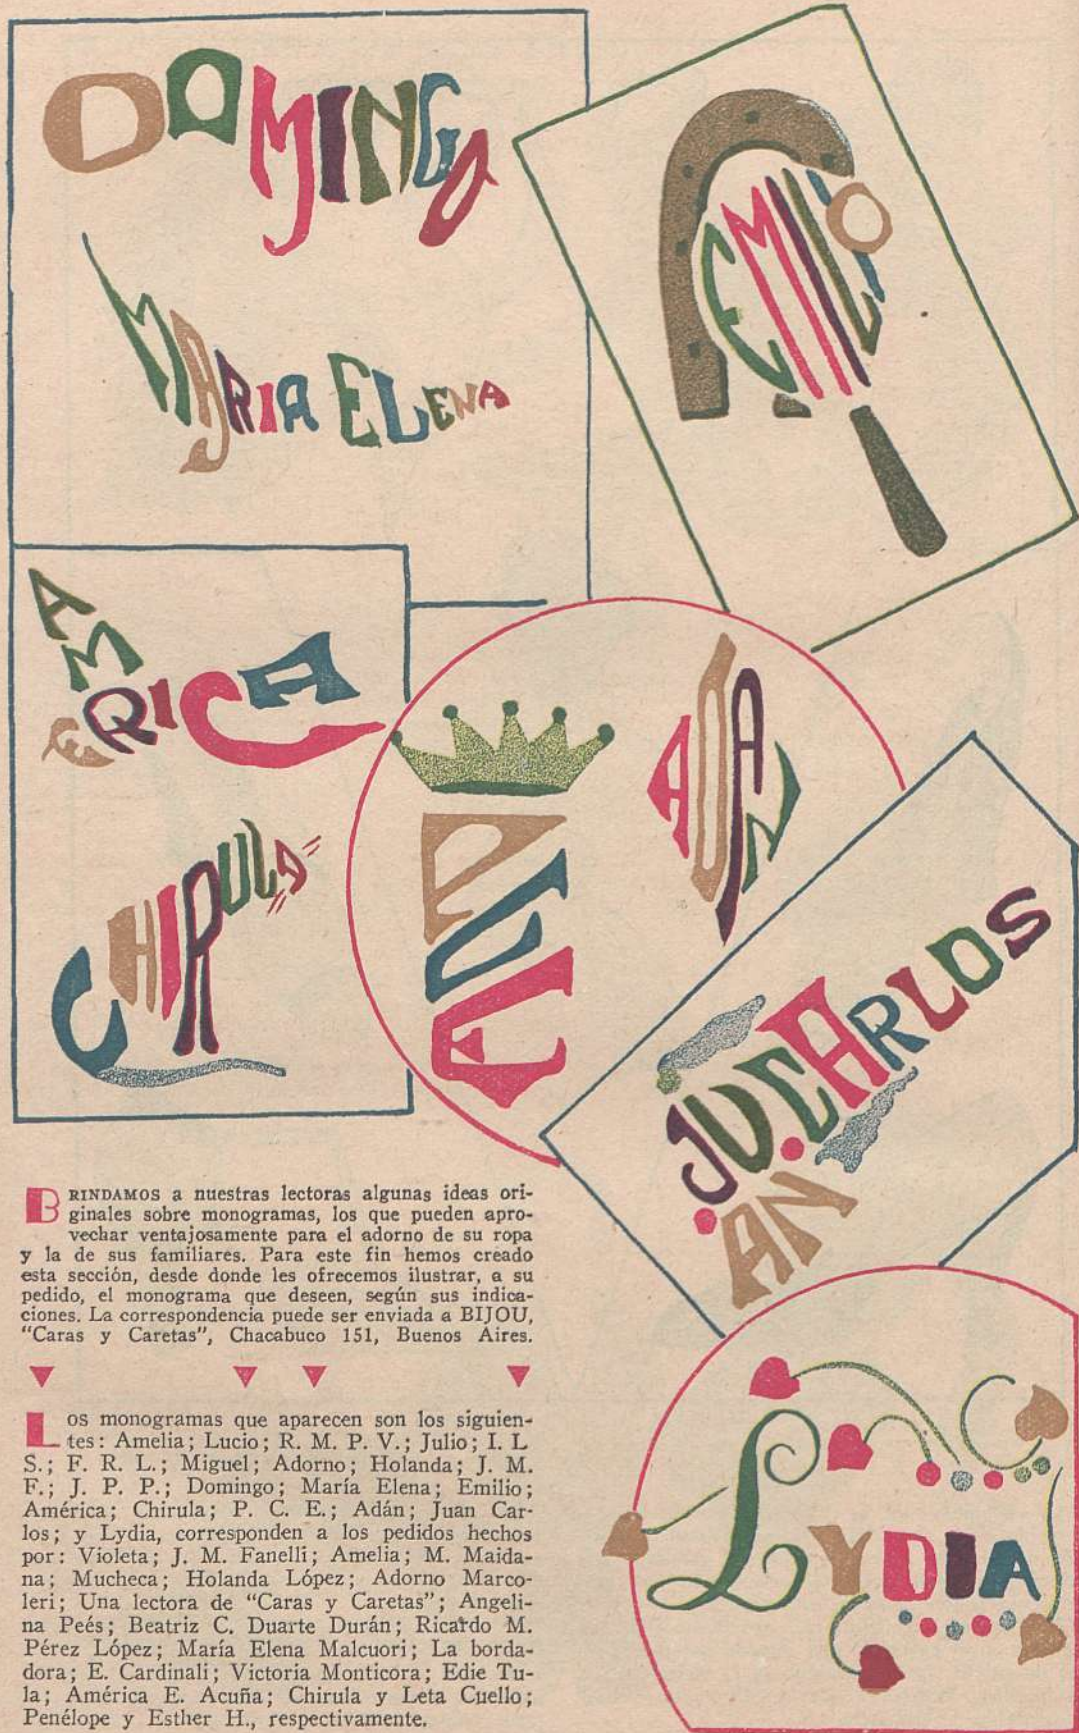 DOMINGO
MARIA ELENA
EMILIO
AMERICA
CHIRULA
PCE
ADAN
JUAN CARLOS
BRINDAMOS a nuestras lectoras algunas ideas ori-
ginales sobre monogramas, los que pueden apro-
vechar ventajosamente para el adorno de su ropa
y la de sus familiares. Para este fin hemos creado
esta sección, desde donde les ofrecemos ilustrar, a su
pedido, el monograma que deseen, según sus indica-
ciones. La correspondencia puede ser enviada a BIJOU,
"Caras y Caretas", Chacabuco 151, Buenos Aires.
Los monogramas que aparecen son los siguien-
tes: Amelia; Lucio; R. M. P. V.; Julio; I. L
S.; F. R. L.; Miguel; Adorno; Holanda; J. M.
F.; J. P. P.; Domingo; María Elena; Emilio;
América; Chirula; P. C. E.; Adán; Juan Car-
los; y Lydia, corresponden a los pedidos hechos
por: Violeta; J. M. Fanelli; Amelia; M. Maida-
na; Mucheca; Holanda López; Adorno Marco-
leri; Una lectora de "Caras y Caretas"; Angeli-
na Peés; Beatriz C. Duarte Durán; Ricardo M.
Pérez López; María Elena Malcuori; La borda-
dora; E. Cardinali; Victoria Monticora; Edie Tu-
la; América E. Acuña; Chirula y Leta Cuello;
Penélope y Esther H., respectivamente.
LYDIA